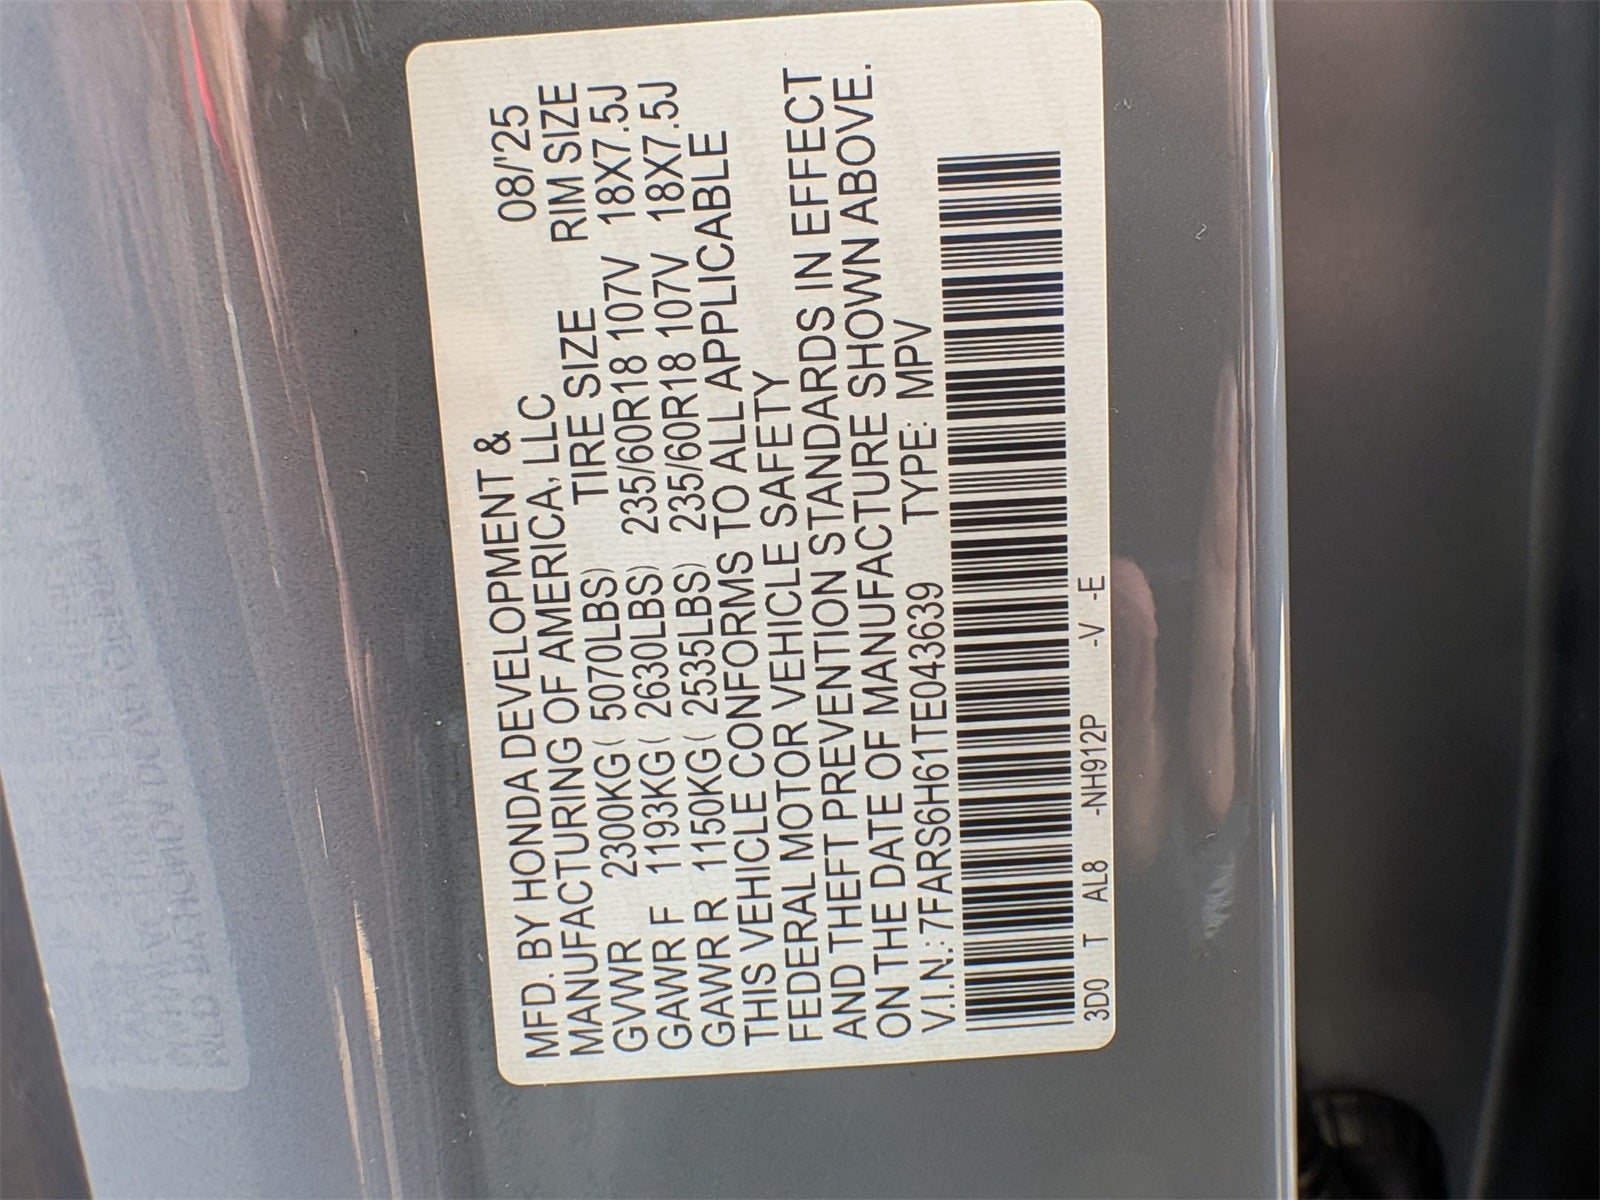 MFD. BY HONDA DEVELOPMENT & 08/'25
MANUFACTURING OF AMERICA, LLC
TIRE SIZE RIM SIZE
GVWR 2300KG( 5070LBS) 235/60R18 107V 18X7.5J
GAWR F 1193KG( 2630LBS) 235/60R18 107V 18X7.5J
GAWR R 1150KG( 2535LBS)
THIS VEHICLE CONFORMS TO ALL APPLICABLE
FEDERAL MOTOR VEHICLE SAFETY
AND THEFT PREVENTION STANDARDS IN EFFECT
ON THE DATE OF MANUFACTURE SHOWN ABOVE.
V.I.N.: 7FARS6H61TE043639 TYPE: MPV
3D0 T AL8 -NH912P -V -E